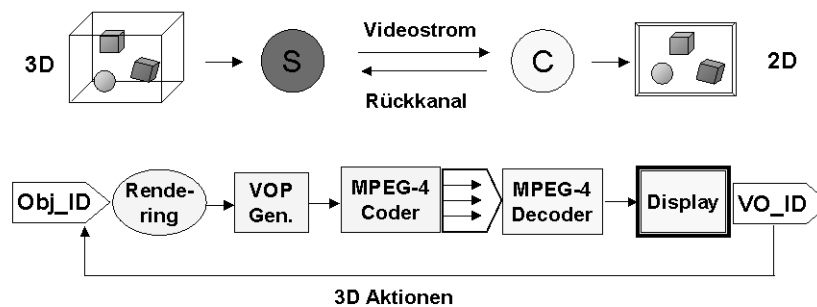 3D
S
Videostrom
Rückkanal
C
2D
Obj_ID
Rende-
ring
VOP
Gen.
MPEG-4
Coder
MPEG-4
Decoder
Display
VO_ID
3D Aktionen